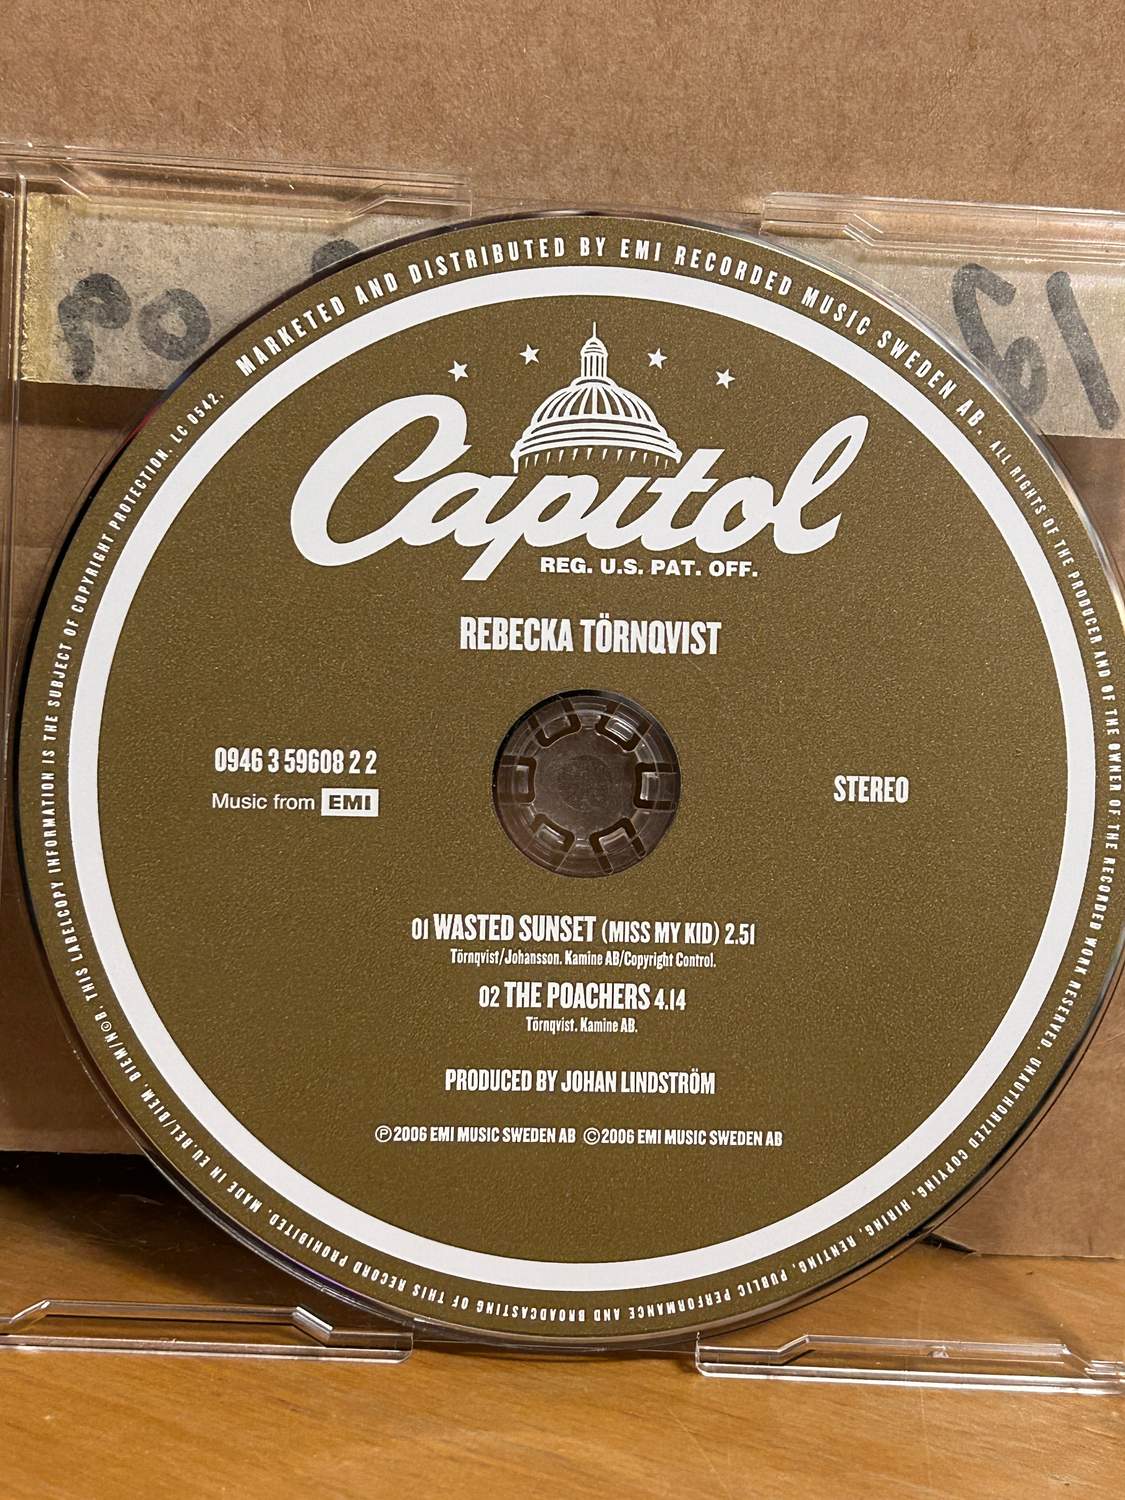 MARKETED AND DISTRIBUTED BY EMI RECORDED MUSIC SWEDEN AB. ALL RIGHTS OF THE PRODUCER AND OF THE OWNER OF THE RECORDED WORK RESERVED. UNAUTHORIZED COPYING, HIRING, RENTING, PUBLIC PERFORMANCE AND BROADCASTING OF THIS RECORD PROHIBITED. MADE IN EU. BEL/BIEM. BIEM/N©B. THIS LABELCOPY INFORMATION IS THE SUBJECT OF COPYRIGHT PROTECTION. LC 0542.
Capitol
REG. U.S. PAT. OFF.
REBECKA TÖRNQVIST
0946 3 59608 2 2
Music from EMI
STEREO
01 WASTED SUNSET (MISS MY KID) 2.51
Törnqvist/Johansson. Kamine AB/Copyright Control.
02 THE POACHERS 4.14
Törnqvist. Kamine AB.
PRODUCED BY JOHAN LINDSTRÖM
℗2006 EMI MUSIC SWEDEN AB ©2006 EMI MUSIC SWEDEN AB